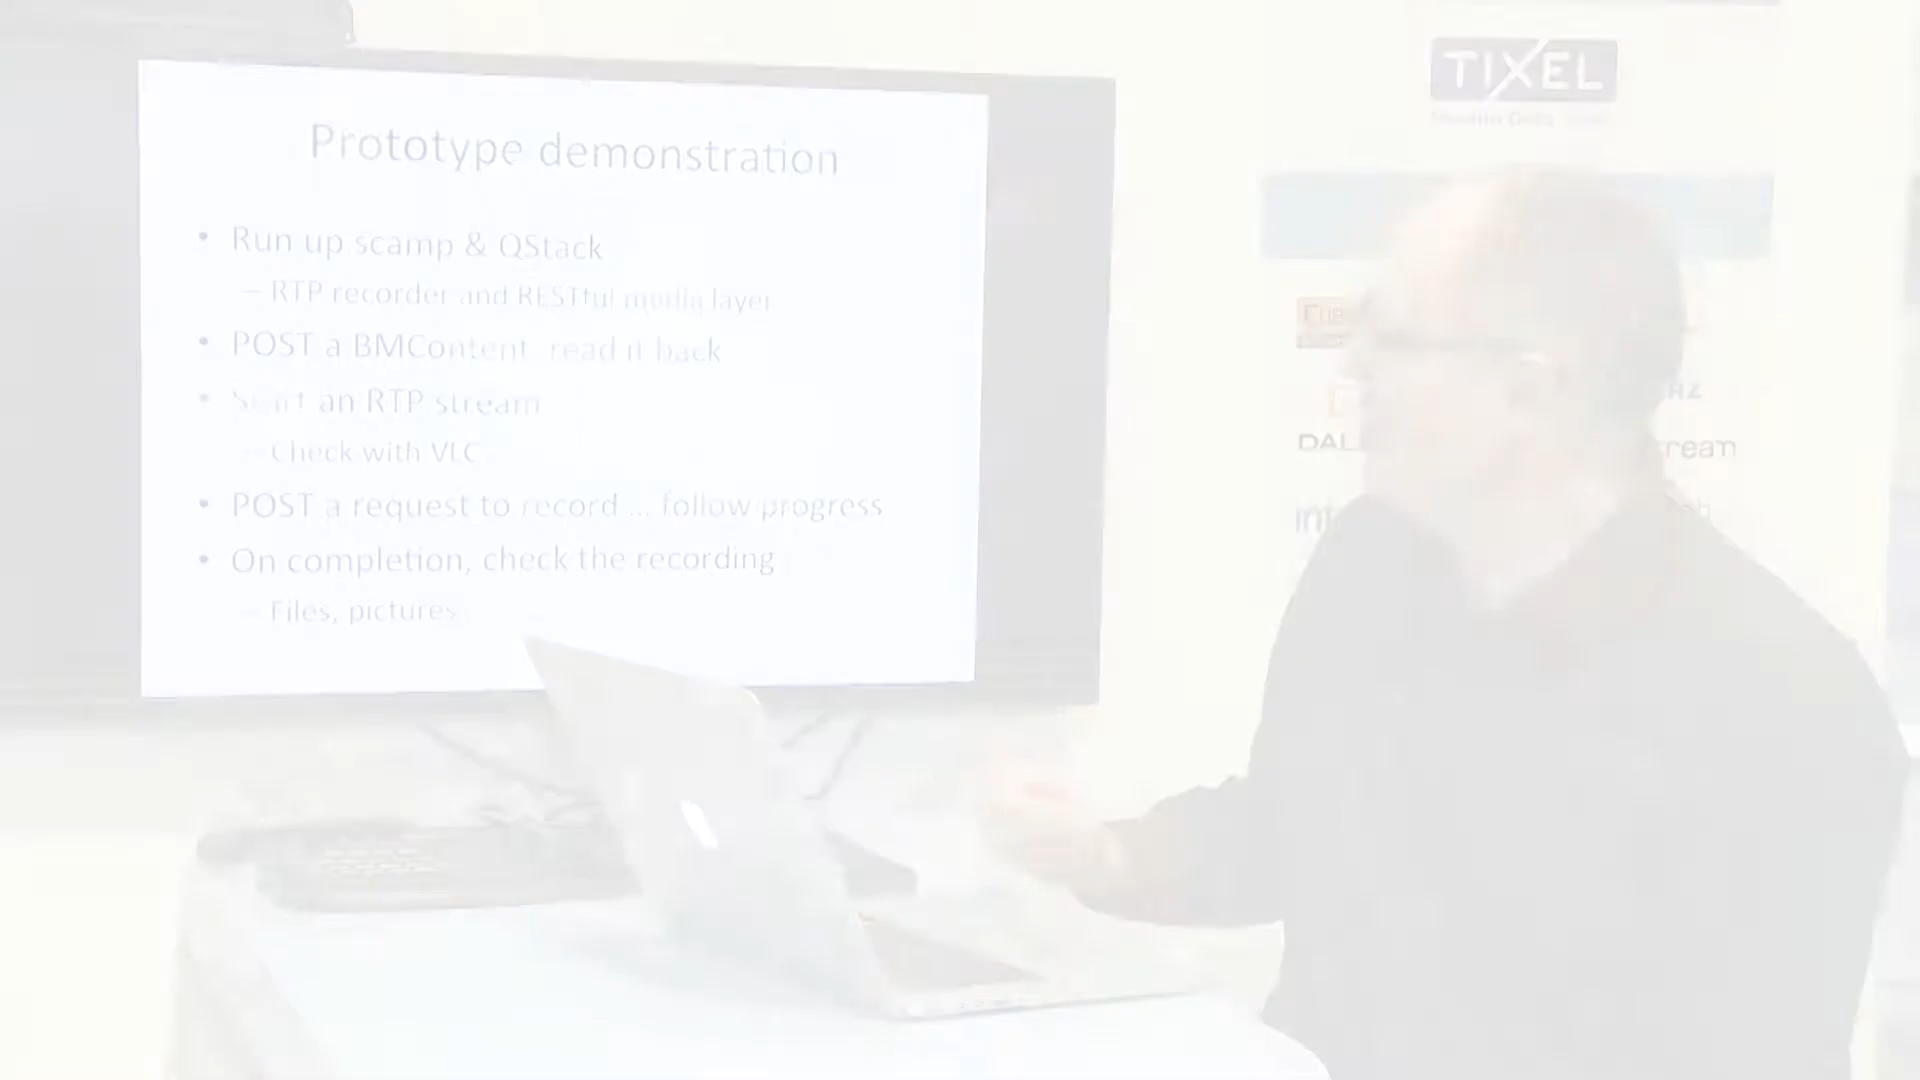 Prototype demonstration
• Run up scamp & QStack
– RTP recorder and RESTful media layer
• POST a BMContent, read it back
• Start an RTP stream
– Check with VLC
• POST a request to record ... follow progress
• On completion, check the recording
– Files, pictures
TIXEL